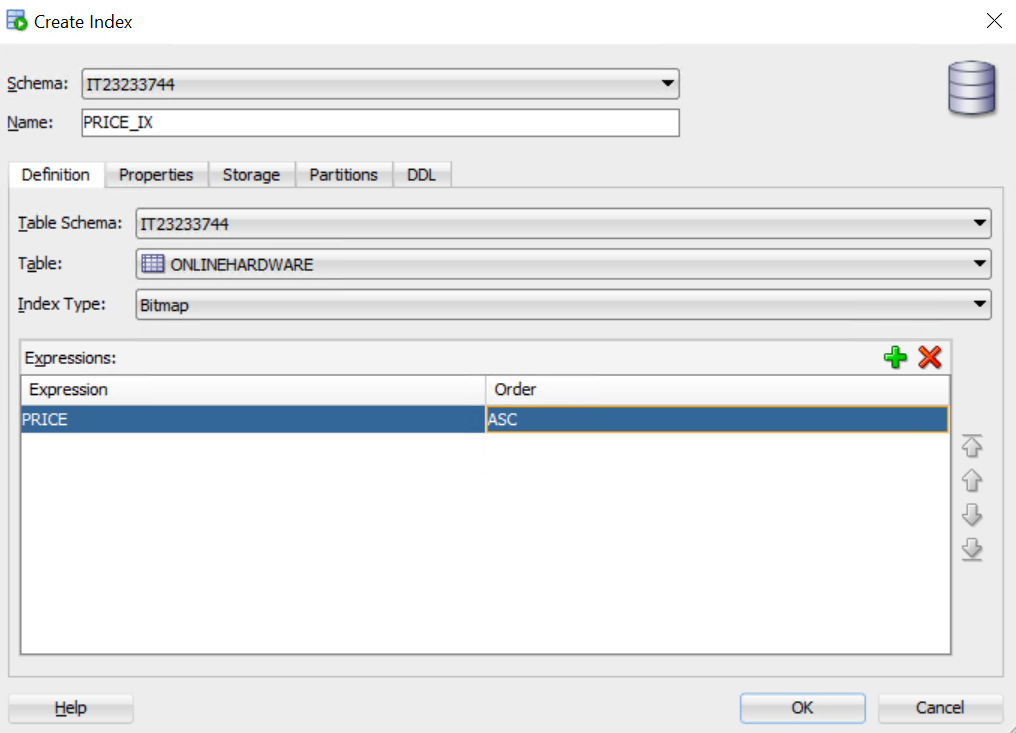 Create Index
Schema: IT23233744
Name: PRICE_IX
Definition Properties Storage Partitions DDL
Table Schema: IT23233744
Table: ONLINEHARDWARE
Index Type: Bitmap
Expressions:
Expression Order
PRICE ASC
Help OK Cancel